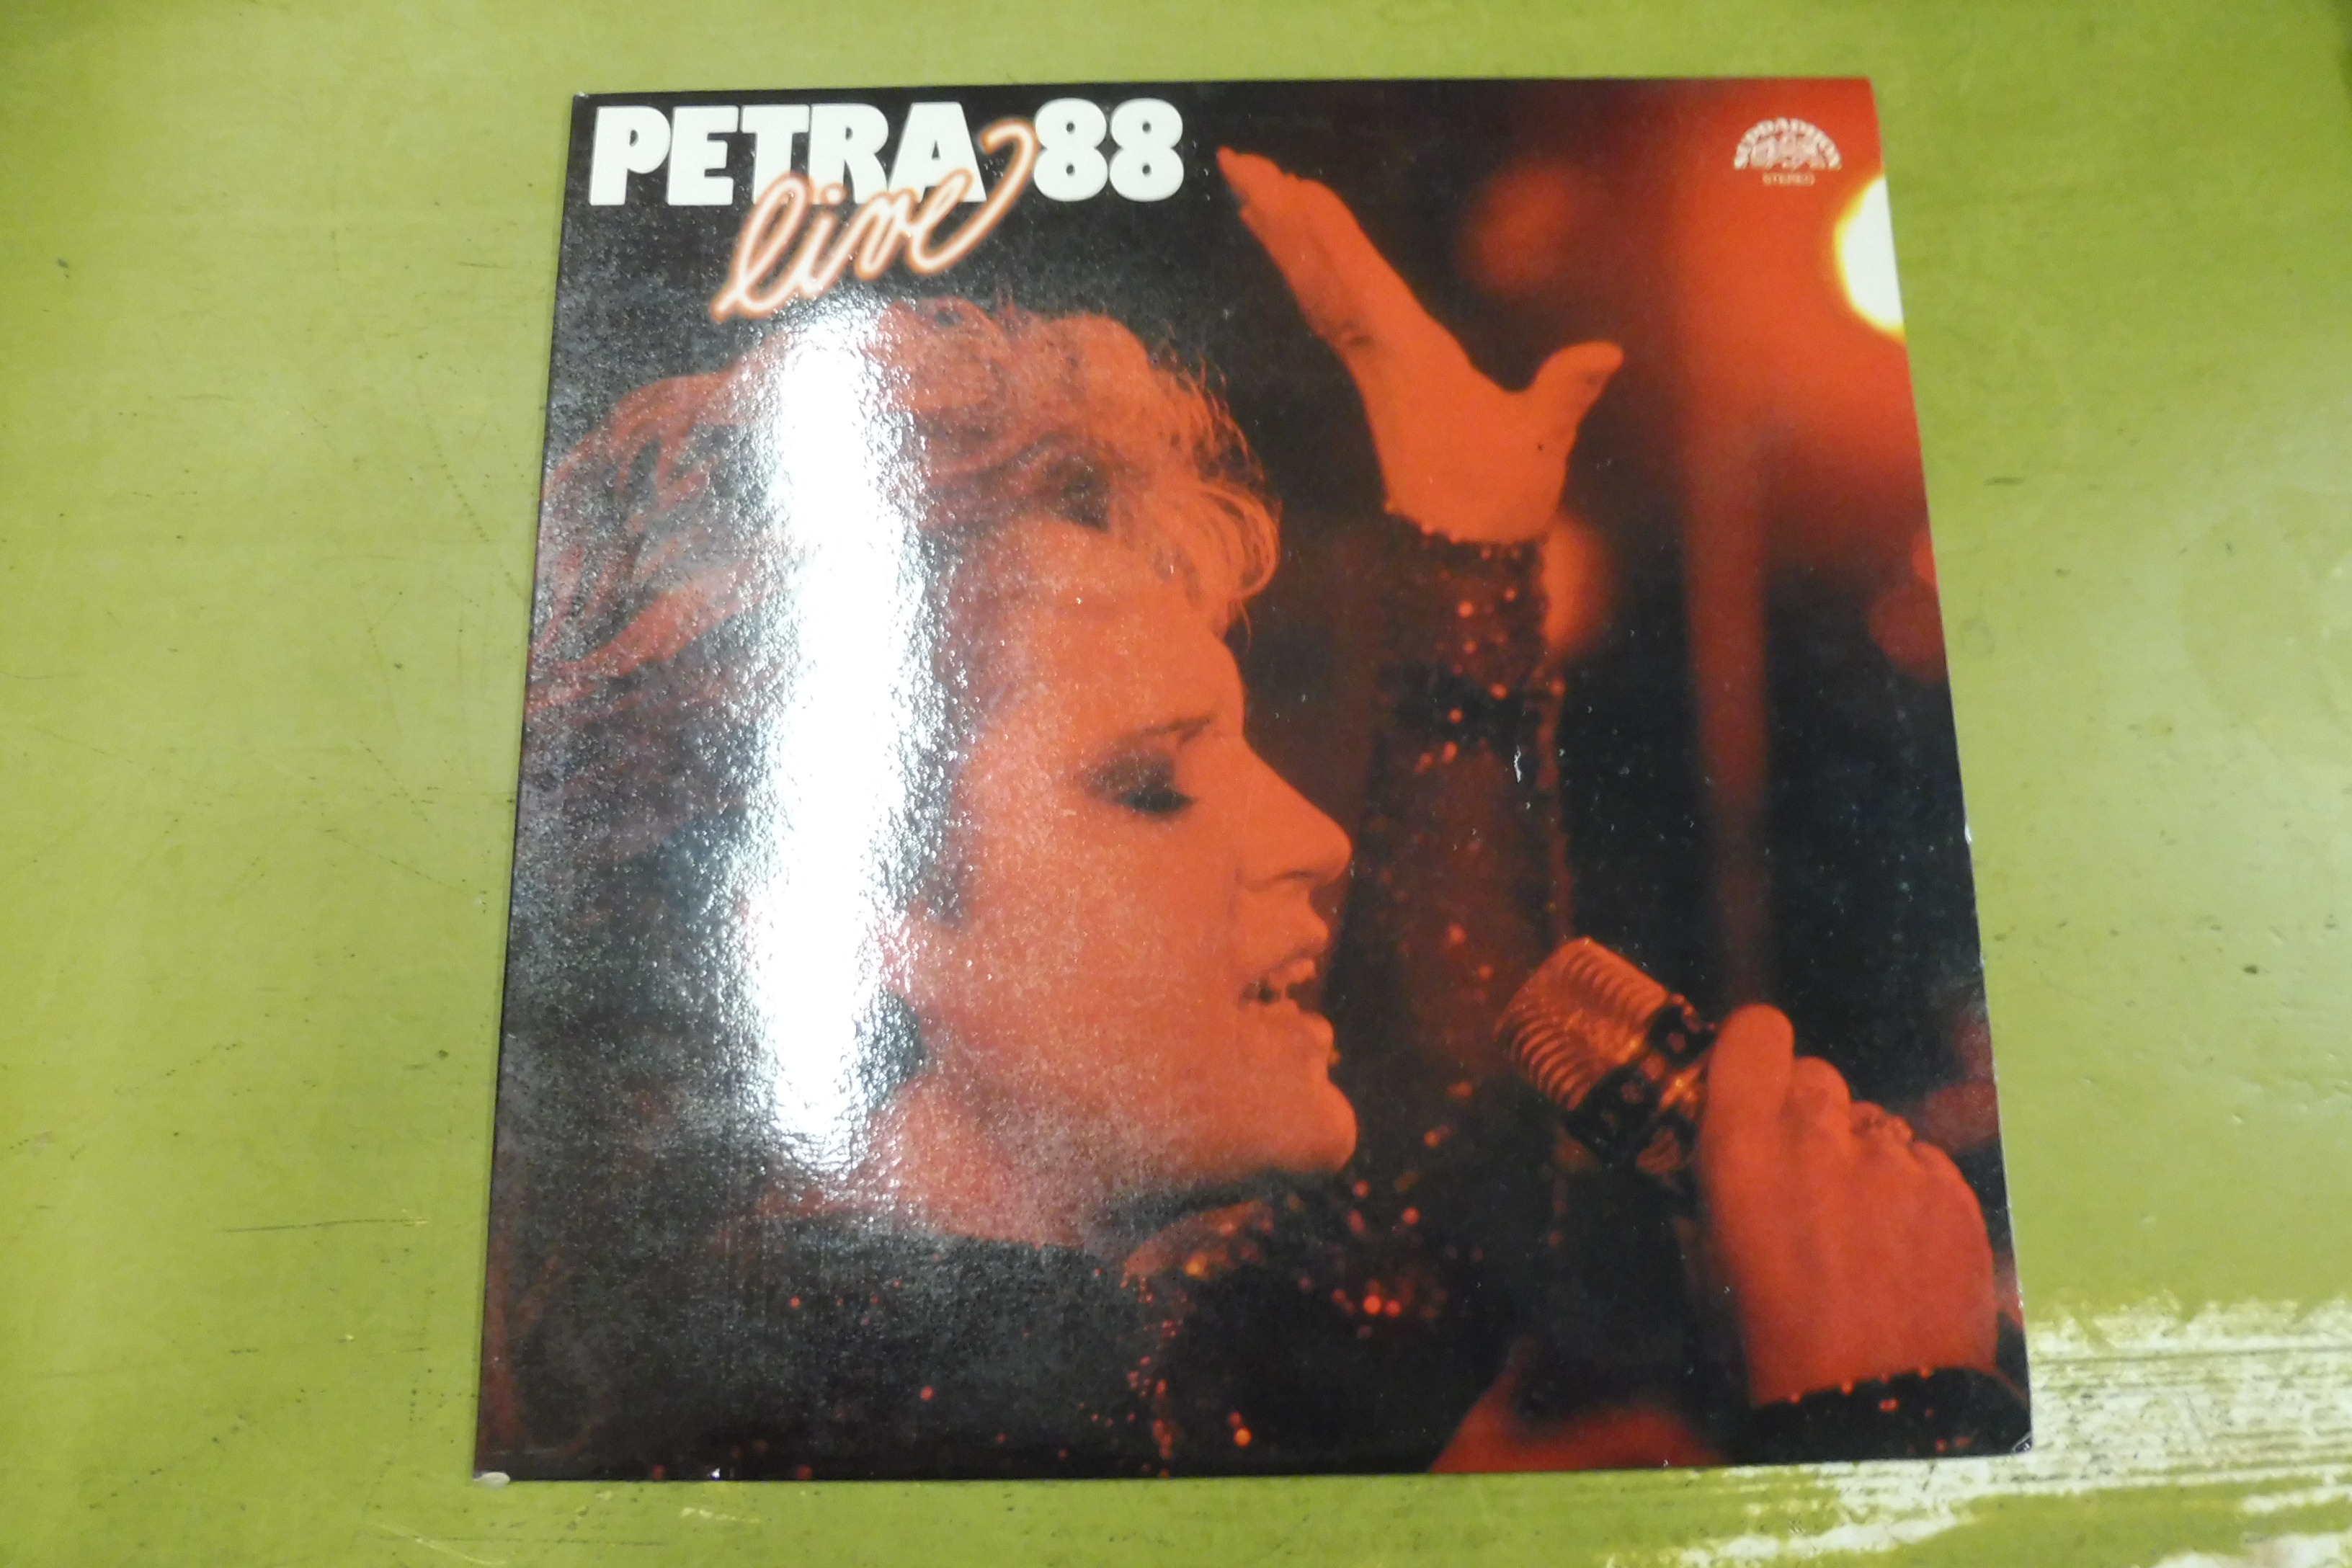 PETRA '88
live
SUPRAPHON
STEREO